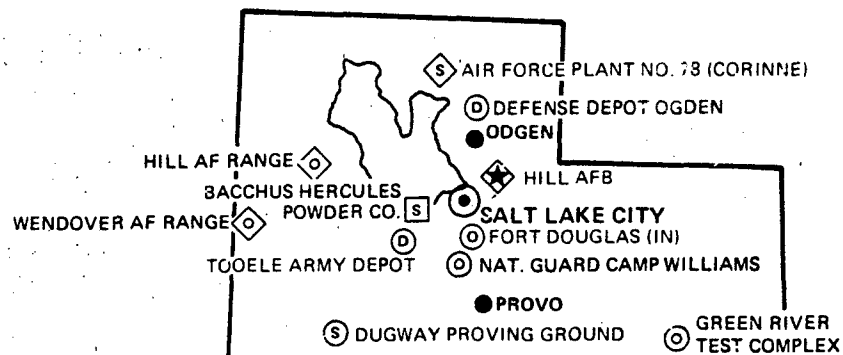 S AIR FORCE PLANT NO. 78 (CORINNE)
D DEFENSE DEPOT OGDEN
ODGEN
HILL AF RANGE O
HILL AFB
BACCHUS HERCULES
POWDER CO. S
SALT LAKE CITY
WENDOVER AF RANGE O
O FORT DOUGLAS (IN)
D
TOOELE ARMY DEPOT
O NAT. GUARD CAMP WILLIAMS
PROVO
S DUGWAY PROVING GROUND
O GREEN RIVER
TEST COMPLEX